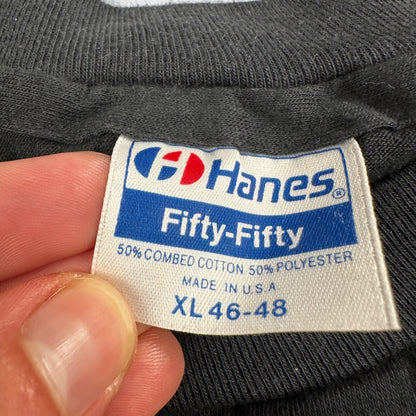 Hanes®
Fifty-Fifty
50% COMBED COTTON 50% POLYESTER
MADE IN U.S.A
XL 46-48